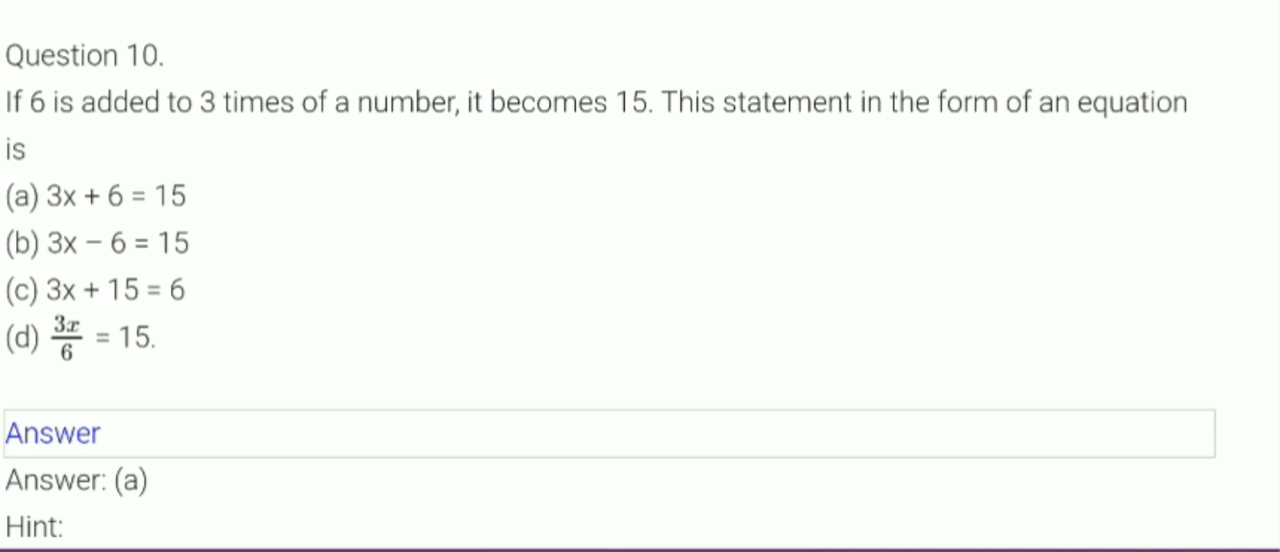 Question 10.
If 6 is added to 3 times of a number, it becomes 15. This statement in the form of an equation
is
(a) 3x + 6 = 15
(b) 3x – 6 = 15
(c) 3x + 15 = 6
(d) \frac{3x}{6} = 15.
Answer
Answer: (a)
Hint: